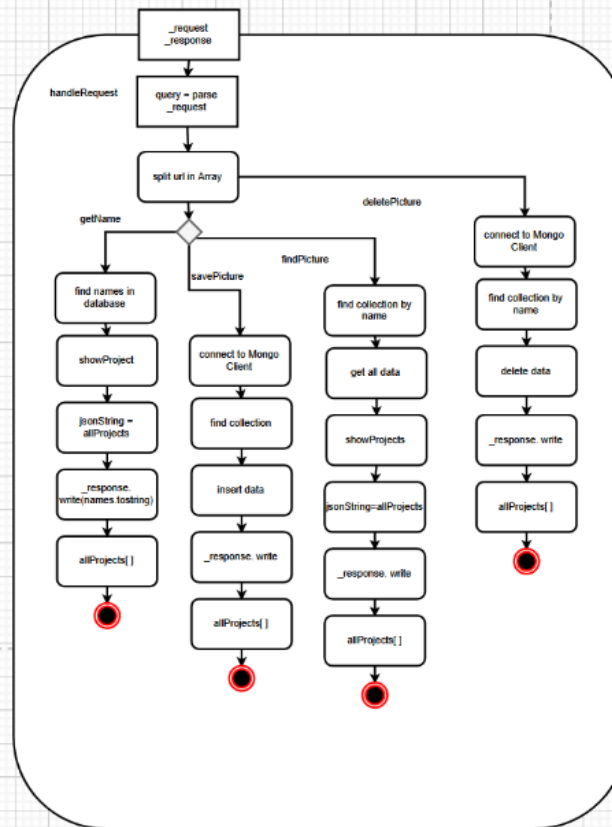 _request
_response
handleRequest
query = parse
_request
split url in Array
deletePicture
getName
findPicture
savePicture
connect to Mongo
Client
find names in
database
find collection by
name
find collection by
name
showProject
connect to Mongo
Client
get all data
delete data
jsonString =
allProjects
find collection
showProjects
_response. write
_response.
write(names.tostring)
insert data
jsonString=allProjects
allProjects[ ]
allProjects[ ]
_response. write
_response. write
allProjects[ ]
allProjects[ ]